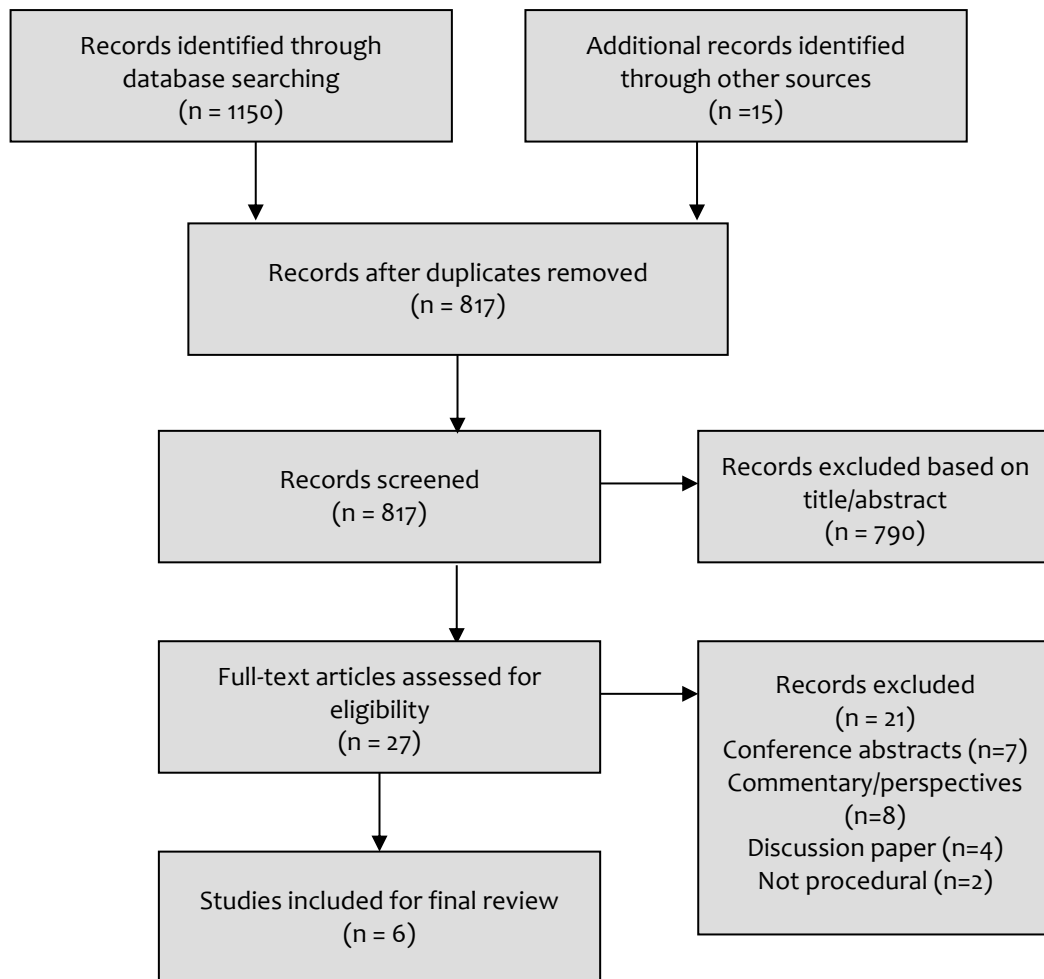 Records identified through
database searching
(n = 1150)
Additional records identified
through other sources
(n =15)
Records after duplicates removed
(n = 817)
Records screened
(n = 817)
Records excluded based on
title/abstract
(n = 790)
Full-text articles assessed for
eligibility
(n = 27)
Records excluded
(n = 21)
Conference abstracts (n=7)
Commentary/perspectives
(n=8)
Discussion paper (n=4)
Not procedural (n=2)
Studies included for final review
(n = 6)